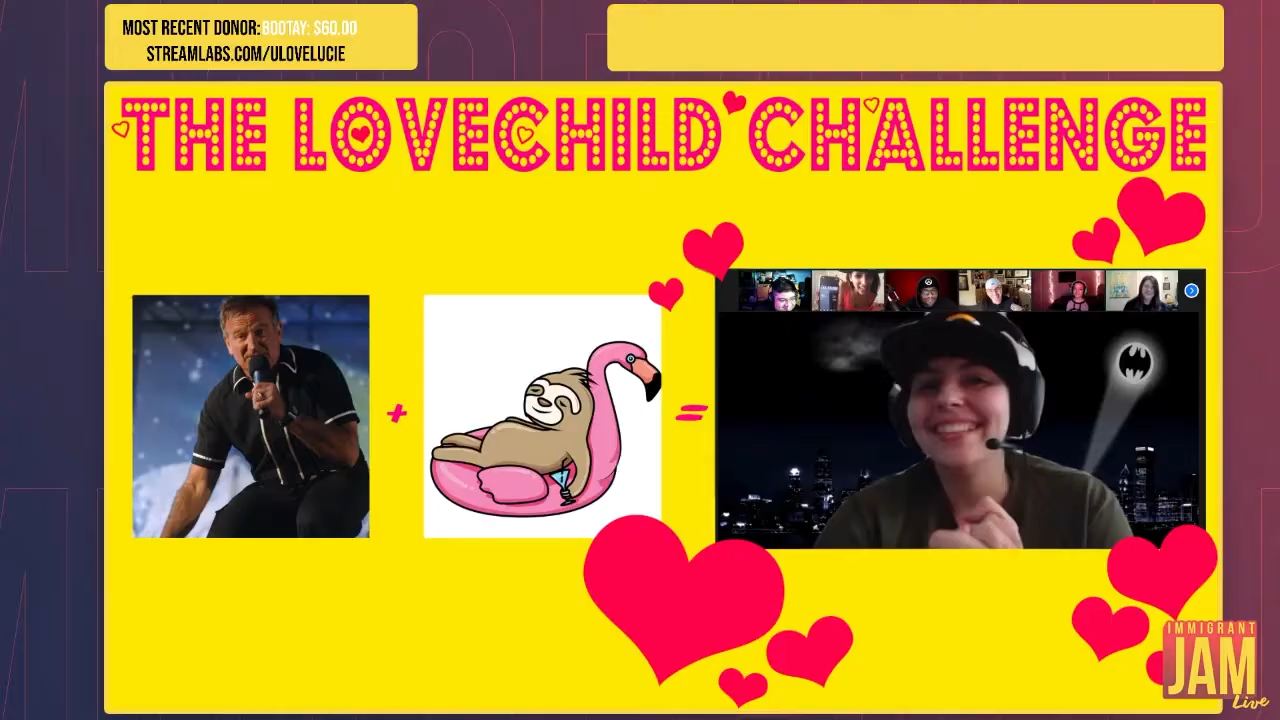 MOST RECENT DONOR: BOOTAY: $60.00
STREAMLABS.COM/ULOVELUCIE
THE LOVECHILD CHALLENGE
+
=
IMMIGRANT
JAM
Live